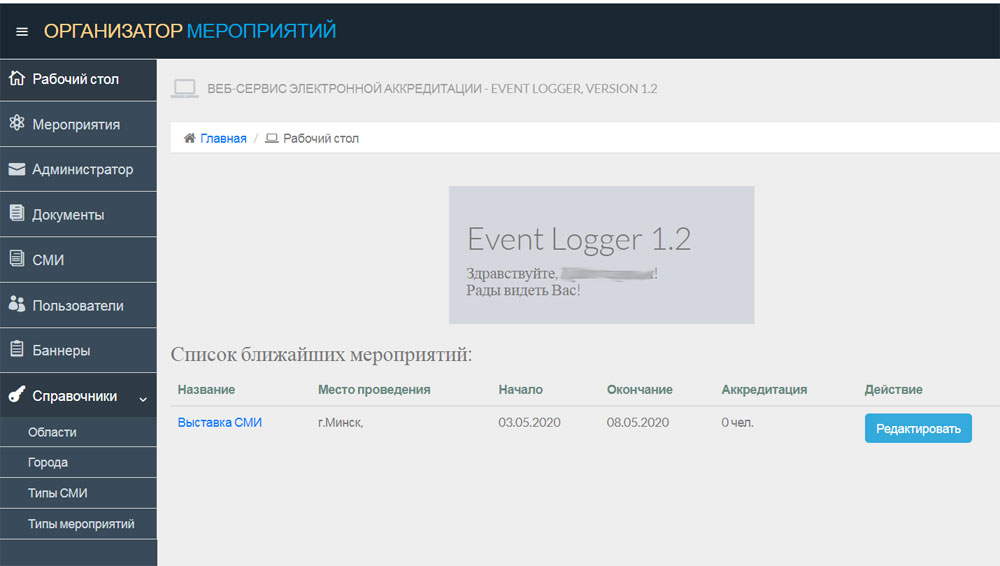 ОРГАНИЗАТОР МЕРОПРИЯТИЙ
Рабочий стол
Мероприятия
Администратор
Документы
СМИ
Пользователи
Баннеры
Справочники
Области
Города
Типы СМИ
Типы мероприятий
ВЕБ-СЕРВИС ЭЛЕКТРОННОЙ АККРЕДИТАЦИИ - EVENT LOGGER, VERSION 1.2
Главная / Рабочий стол
Event Logger 1.2
Здравствуйте, !
Рады видеть Вас!
Список ближайших мероприятий:
Название Место проведения Начало Окончание Аккредитация Действие
Выставка СМИ г.Минск, 03.05.2020 08.05.2020 0 чел. Редактировать